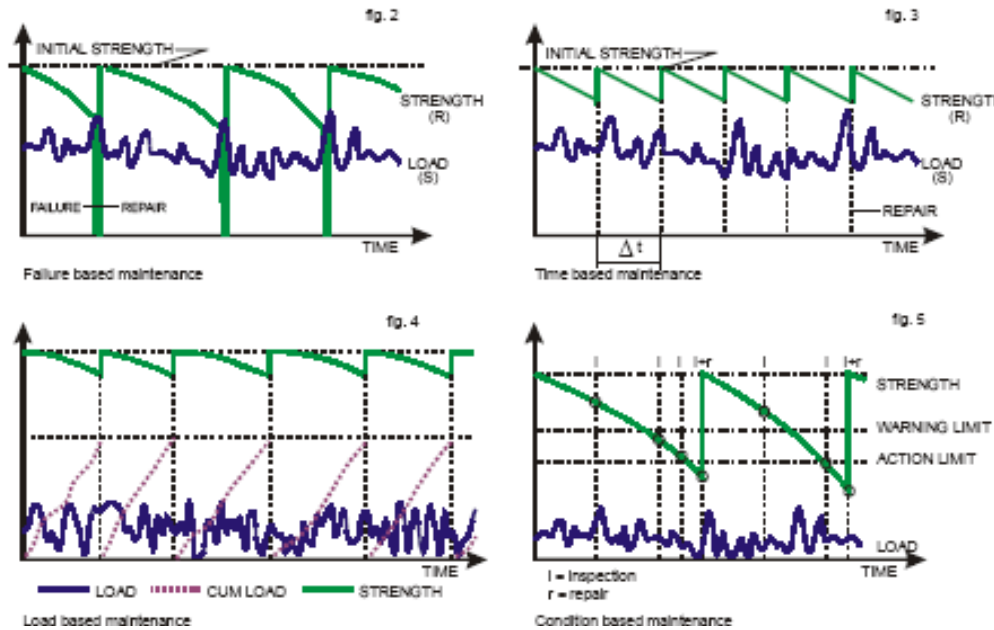 fig. 2
INITIAL STRENGTH
STRENGTH
(R)
LOAD
(S)
FAILURE
REPAIR
TIME
Failure based maintenance
fig. 3
INITIAL STRENGTH
STRENGTH
(R)
LOAD
(S)
REPAIR
TIME
Δ t
Time based maintenance
fig. 4
TIME
LOAD
CUM LOAD
STRENGTH
Load based maintenance
fig. 5
I
I
I
I+r
I
I
I+r
STRENGTH
WARNING LIMIT
ACTION LIMIT
LOAD
TIME
I = Inspection
r = repair
Condition based maintenance